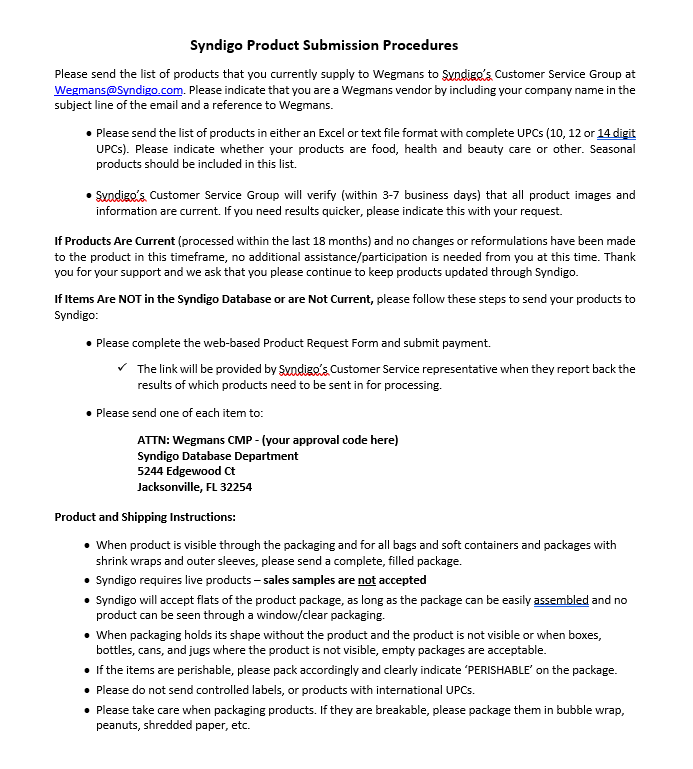 Syndigo Product Submission Procedures
Please send the list of products that you currently supply to Wegmans to Syndigo's Customer Service Group at
Wegmans@Syndigo.com. Please indicate that you are a Wegmans vendor by including your company name in the
subject line of the email and a reference to Wegmans.
• Please send the list of products in either an Excel or text file format with complete UPCs (10, 12 or 14 digit
UPCs). Please indicate whether your products are food, health and beauty care or other. Seasonal
products should be included in this list.
• Syndigo's Customer Service Group will verify (within 3-7 business days) that all product images and
information are current. If you need results quicker, please indicate this with your request.
If Products Are Current (processed within the last 18 months) and no changes or reformulations have been made
to the product in this timeframe, no additional assistance/participation is needed from you at this time. Thank
you for your support and we ask that you please continue to keep products updated through Syndigo.
If Items Are NOT in the Syndigo Database or are Not Current, please follow these steps to send your products to
Syndigo:
• Please complete the web-based Product Request Form and submit payment.
✓ The link will be provided by Syndigo's Customer Service representative when they report back the
results of which products need to be sent in for processing.
• Please send one of each item to:
ATTN: Wegmans CMP - (your approval code here)
Syndigo Database Department
5244 Edgewood Ct
Jacksonville, FL 32254
Product and Shipping Instructions:
• When product is visible through the packaging and for all bags and soft containers and packages with
shrink wraps and outer sleeves, please send a complete, filled package.
• Syndigo requires live products – sales samples are not accepted
• Syndigo will accept flats of the product package, as long as the package can be easily assembled and no
product can be seen through a window/clear packaging.
• When packaging holds its shape without the product and the product is not visible or when boxes,
bottles, cans, and jugs where the product is not visible, empty packages are acceptable.
• If the items are perishable, please pack accordingly and clearly indicate 'PERISHABLE' on the package.
• Please do not send controlled labels, or products with international UPCs.
• Please take care when packaging products. If they are breakable, please package them in bubble wrap,
peanuts, shredded paper, etc.